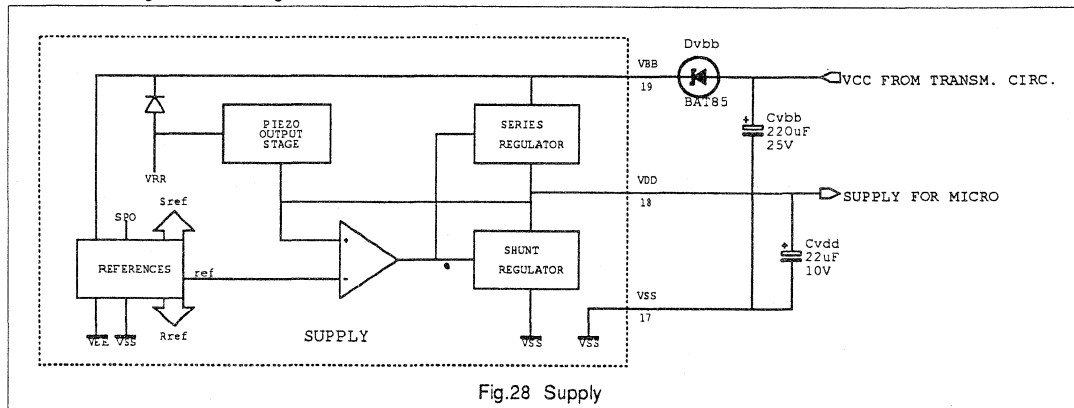 Dvbb
VBB
19
BAT85
VCC FROM TRANSM. CIRC.
+
Cvbb
220uF
25V
PIEZO
OUTPUT
STAGE
SERIES
REGULATOR
VRR
VDD
18
SUPPLY FOR MICRO
Sref
SPO
REFERENCES
ref
+
-
SHUNT
REGULATOR
+
Cvdd
22uF
10V
Rref
VEE
VSS
SUPPLY
VSS
VSS
VSS
17
Fig.28 Supply